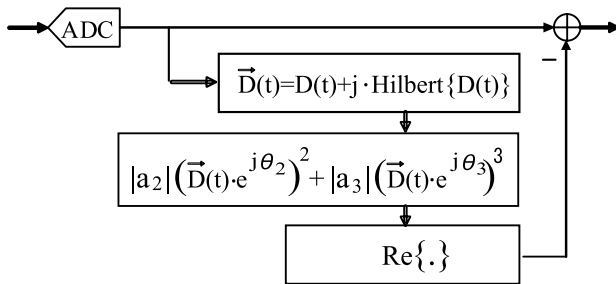 ADC
D⃗(t)=D(t)+j·Hilbert{D(t)}
|a₂|(D⃗(t)·e^{jθ₂})² + |a₃|(D⃗(t)·e^{jθ₃})³
−
Re{.}